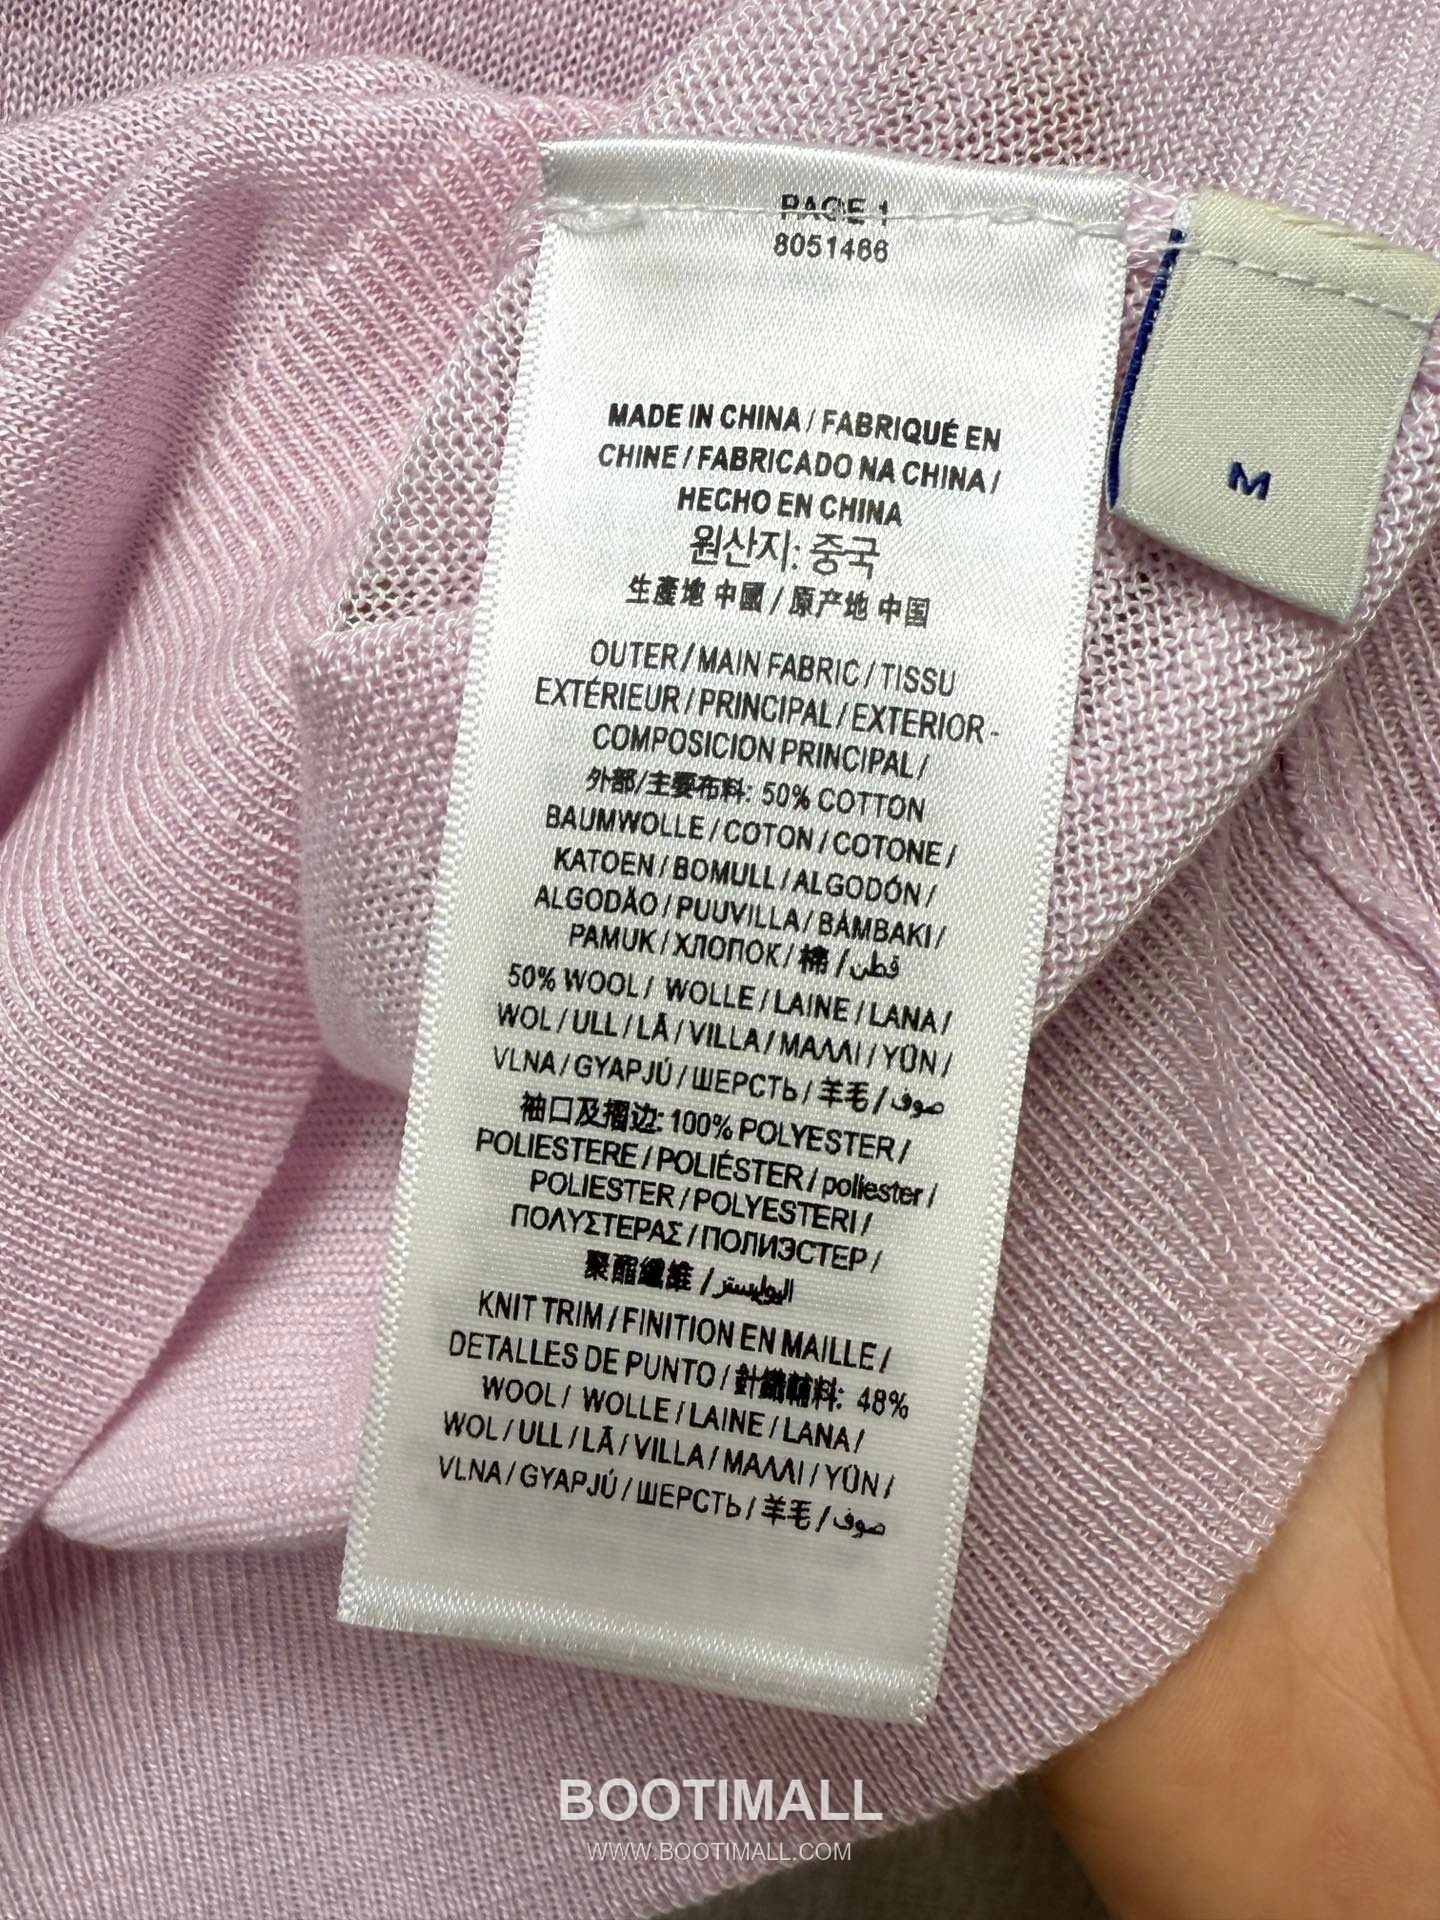 PAGE 1
8051466
MADE IN CHINA / FABRIQUÉ EN
CHINE / FABRICADO NA CHINA /
HECHO EN CHINA
원산지: 중국
生產地 中國 / 原产地 中国
OUTER / MAIN FABRIC / TISSU
EXTÉRIEUR / PRINCIPAL / EXTERIOR -
COMPOSICION PRINCIPAL /
外部/主要布料: 50% COTTON
BAUMWOLLE / COTON / COTONE /
KATOEN / BOMULL / ALGODÓN /
ALGODÃO / PUUVILLA / BAMBAKI /
PAMUK / ХЛОПОК / 棉 / قطن
50% WOOL / WOLLE / LAINE / LANA /
WOL / ULL / LÃ / VILLA / ΜΑΛΛΙ / YÜN /
VLNA / GYAPJÚ / ШЕРСТЬ / 羊毛 / صوف
袖口及摺边: 100% POLYESTER /
POLIESTERE / POLIÉSTER / poliester /
POLIESTER / POLYESTERI /
ΠΟΛΥΣΤΕΡΑΣ / ПОЛИЭСТЕР /
聚酯纖維 / البوليستر
KNIT TRIM / FINITION EN MAILLE /
DETALLES DE PUNTO / 針織輔料: 48%
WOOL / WOLLE / LAINE / LANA /
WOL / ULL / LÃ / VILLA / ΜΑΛΛΙ / YÜN /
VLNA / GYAPJÚ / ШЕРСТЬ / 羊毛 / صوف
M
BOOTIMALL
WWW.BOOTIMALL.COM